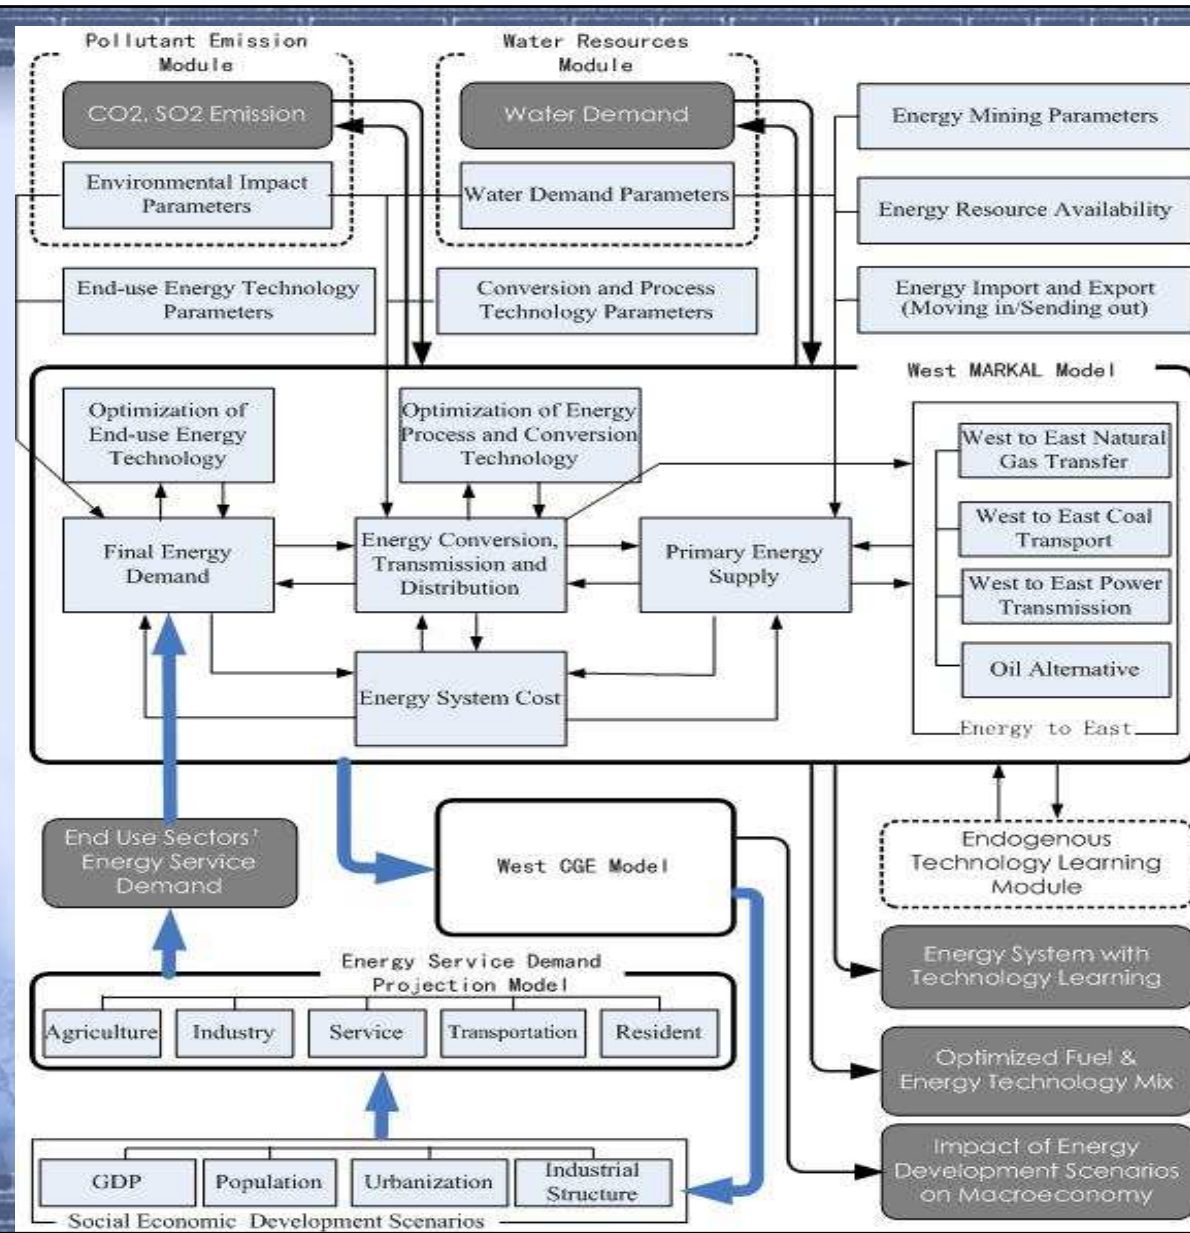 Pollutant Emission
Module
CO2, SO2 Emission
Environmental Impact
Parameters
Water Resources
Module
Water Demand
Water Demand Parameters
Energy Mining Parameters
Energy Resource Availability
Energy Import and Export
(Moving in/Sending out)
End-use Energy Technology
Parameters
Conversion and Process
Technology Parameters
West MARKAL Model
Optimization of
End-use Energy
Technology
Optimization of Energy
Process and Conversion
Technology
Final Energy
Demand
Energy Conversion,
Transmission and
Distribution
Primary Energy
Supply
Energy System Cost
West to East Natural
Gas Transfer
West to East Coal
Transport
West to East Power
Transmission
Oil Alternative
Energy to East
End Use Sectors'
Energy Service
Demand
West CGE Model
Endogenous
Technology Learning
Module
Energy Service Demand
Projection Model
Agriculture
Industry
Service
Transportation
Resident
Energy System with
Technology Learning
Optimized Fuel &
Energy Technology Mix
Impact of Energy
Development Scenarios
on Macroeconomy
GDP
Population
Urbanization
Industrial
Structure
Social Economic Development Scenarios